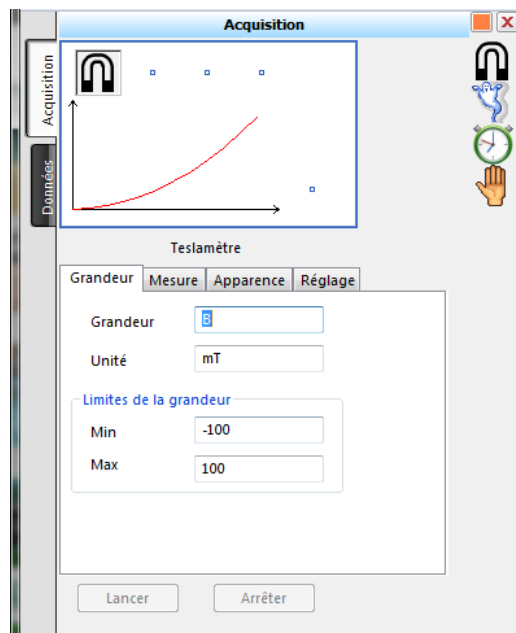 Acquisition
Acquisition
Données
Teslamètre
Grandeur Mesure Apparence Réglage
Grandeur B
Unité mT
Limites de la grandeur
Min -100
Max 100
Lancer Arrêter